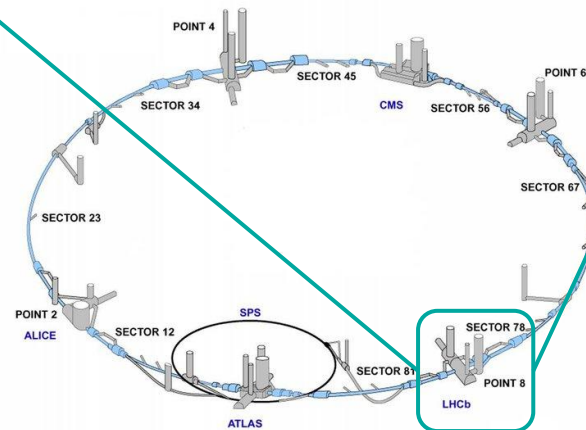 POINT 4
SECTOR 45
POINT 6
CMS
SECTOR 34
SECTOR 56
SECTOR 67
SECTOR 23
POINT 2
SPS
ALICE
SECTOR 12
SECTOR 78
SECTOR 81
POINT 8
LHCb
ATLAS